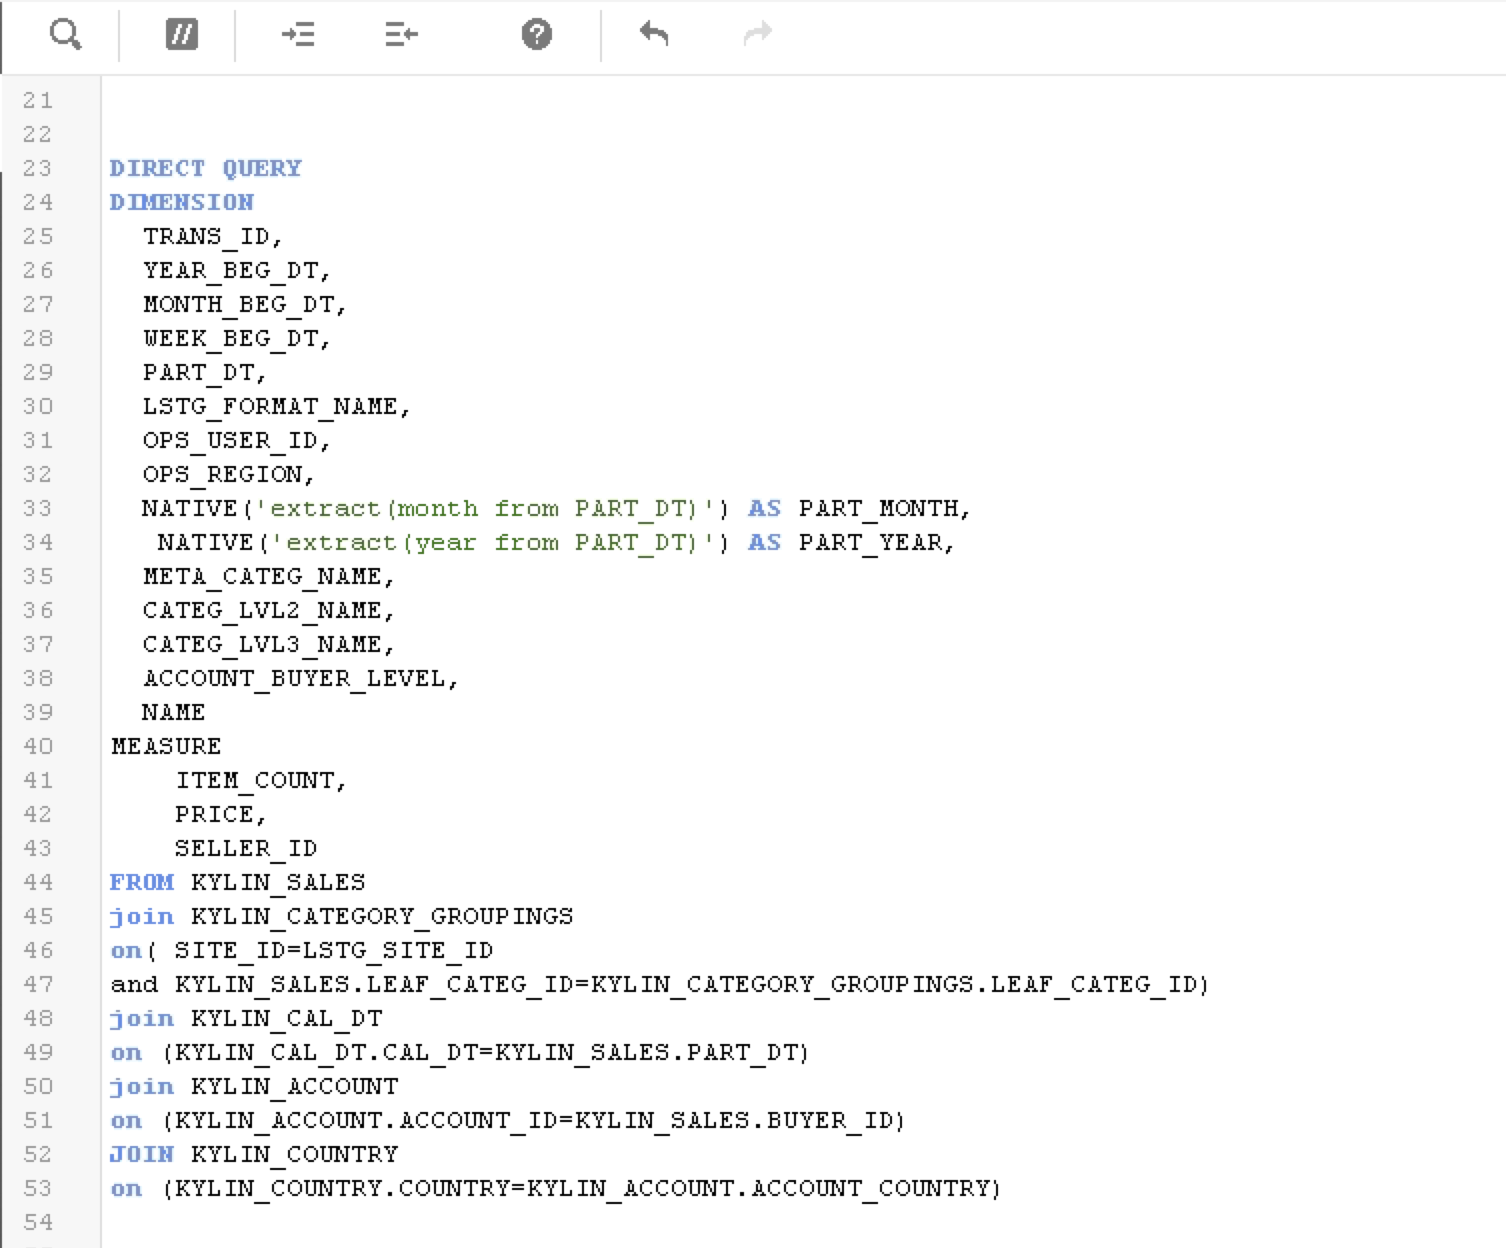 //
?
21
22
23 DIRECT QUERY
24 DIMENSION
25 TRANS_ID,
26 YEAR_BEG_DT,
27 MONTH_BEG_DT,
28 WEEK_BEG_DT,
29 PART_DT,
30 LSTG_FORMAT_NAME,
31 OPS_USER_ID,
32 OPS_REGION,
33 NATIVE('extract(month from PART_DT)') AS PART_MONTH,
34 NATIVE('extract(year from PART_DT)') AS PART_YEAR,
35 META_CATEG_NAME,
36 CATEG_LVL2_NAME,
37 CATEG_LVL3_NAME,
38 ACCOUNT_BUYER_LEVEL,
39 NAME
40 MEASURE
41 ITEM_COUNT,
42 PRICE,
43 SELLER_ID
44 FROM KYLIN_SALES
45 join KYLIN_CATEGORY_GROUPINGS
46 on( SITE_ID=LSTG_SITE_ID
47 and KYLIN_SALES.LEAF_CATEG_ID=KYLIN_CATEGORY_GROUPINGS.LEAF_CATEG_ID)
48 join KYLIN_CAL_DT
49 on (KYLIN_CAL_DT.CAL_DT=KYLIN_SALES.PART_DT)
50 join KYLIN_ACCOUNT
51 on (KYLIN_ACCOUNT.ACCOUNT_ID=KYLIN_SALES.BUYER_ID)
52 JOIN KYLIN_COUNTRY
53 on (KYLIN_COUNTRY.COUNTRY=KYLIN_ACCOUNT.ACCOUNT_COUNTRY)
54